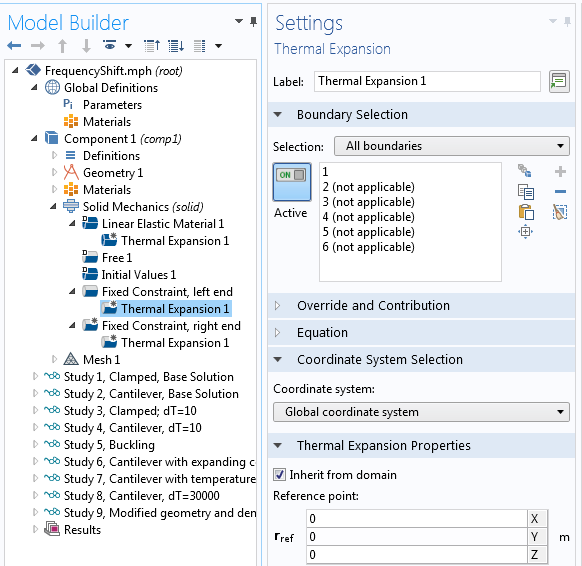 Model Builder
FrequencyShift.mph (root)
Global Definitions
Pi Parameters
Materials
Component 1 (comp1)
Definitions
Geometry 1
Materials
Solid Mechanics (solid)
D Linear Elastic Material 1
Thermal Expansion 1
D Free 1
D Initial Values 1
Fixed Constraint, left end
Thermal Expansion 1
Fixed Constraint, right end
Thermal Expansion 1
Mesh 1
Study 1, Clamped, Base Solution
Study 2, Cantilever, Base Solution
Study 3, Clamped; dT=10
Study 4, Cantilever, dT=10
Study 5, Buckling
Study 6, Cantilever with expanding c
Study 7, Cantilever with temperature
Study 8, Cantilever, dT=30000
Study 9, Modified geometry and den
Results
Settings
Thermal Expansion
Label: Thermal Expansion 1
Boundary Selection
Selection: All boundaries
ON
Active
1
2 (not applicable)
3 (not applicable)
4 (not applicable)
5 (not applicable)
6 (not applicable)
Override and Contribution
Equation
Coordinate System Selection
Coordinate system:
Global coordinate system
Thermal Expansion Properties
Inherit from domain
Reference point:
0 X
rref 0 Y m
0 Z